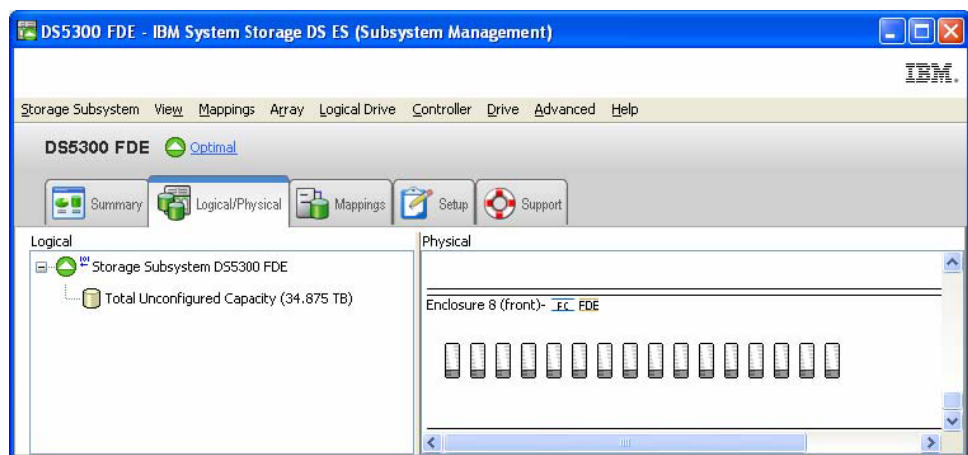 DS5300 FDE - IBM System Storage DS ES (Subsystem Management)
IBM.
Storage Subsystem View Mappings Array Logical Drive Controller Drive Advanced Help
DS5300 FDE Optimal
Summary Logical/Physical Mappings Setup Support
Logical
Storage Subsystem DS5300 FDE
Total Unconfigured Capacity (34.875 TB)
Physical
Enclosure 8 (front)- FC FDE